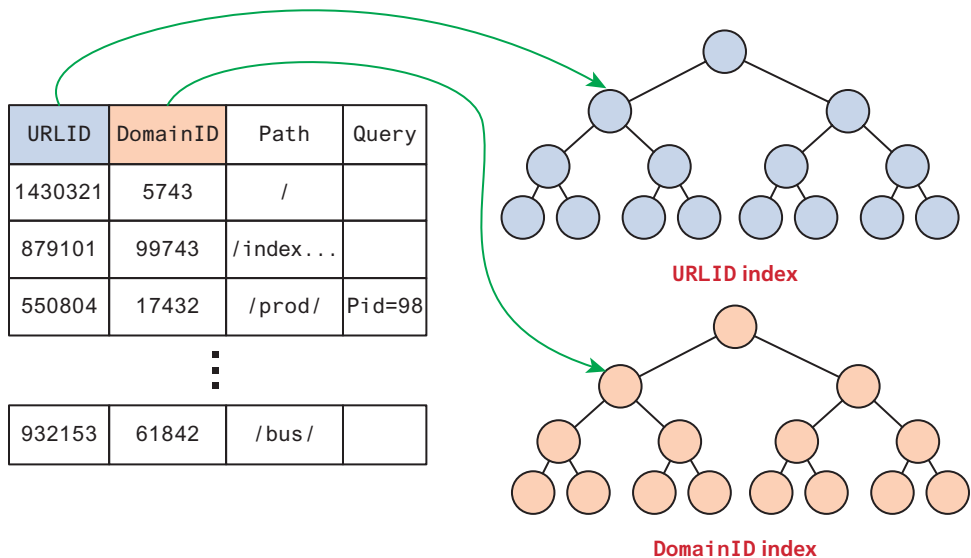 URLID DomainID Path Query
1430321 5743 /
879101 99743 /index...
550804 17432 /prod/ Pid=98
932153 61842 /bus/
URLID index
DomainID index